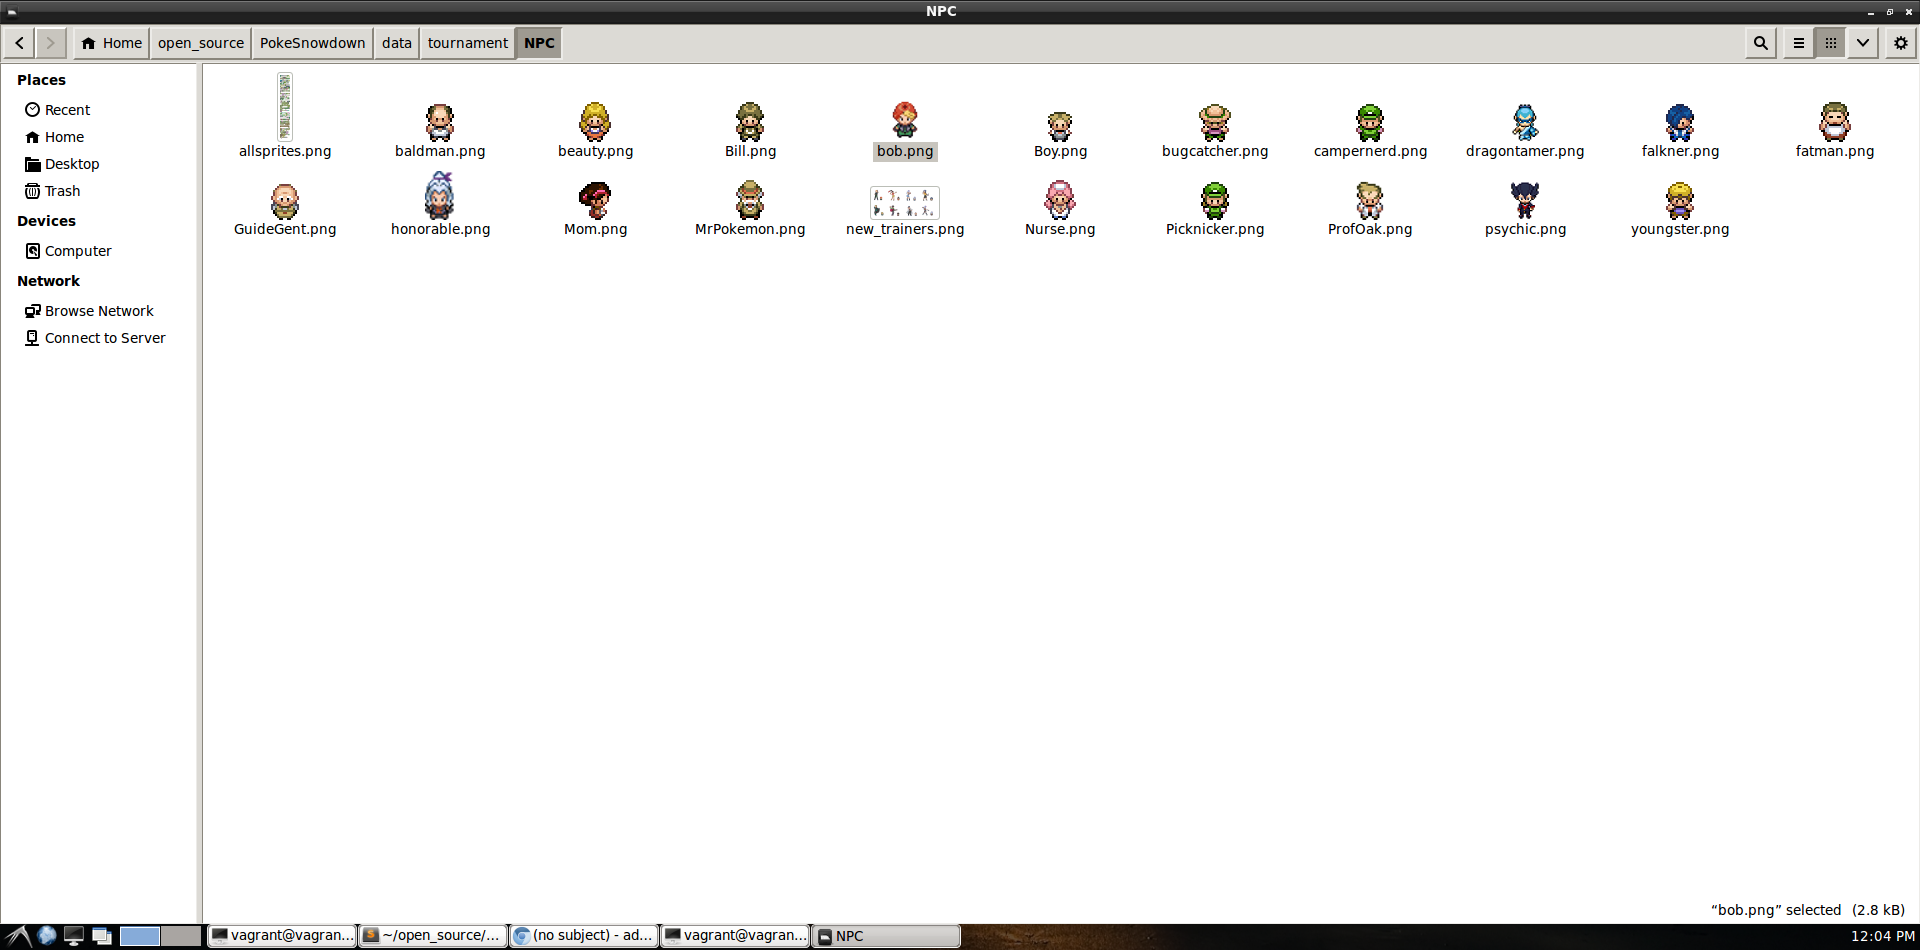 NPC
Home open_source PokeSnowdown data tournament NPC
Places
Recent
Home
Desktop
Trash
Devices
Computer
Network
Browse Network
Connect to Server
allsprites.png baldman.png beauty.png Bill.png bob.png Boy.png bugcatcher.png campernerd.png dragontamer.png falkner.png fatman.png
GuideGent.png honorable.png Mom.png MrPokemon.png new_trainers.png Nurse.png Picknicker.png ProfOak.png psychic.png youngster.png
“bob.png” selected (2.8 kB)
vagrant@vagran... ~/open_source/... (no subject) - ad... vagrant@vagran... NPC 12:04 PM